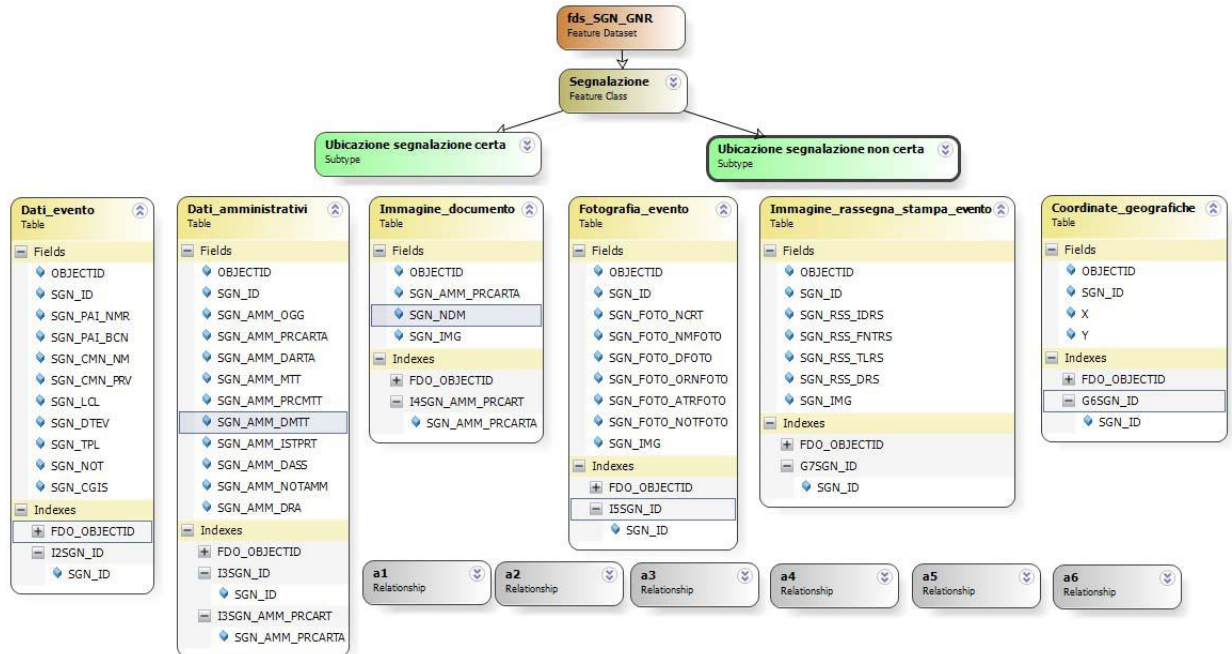 fds_SGN_GNR
Feature Dataset
Segnalazione
Feature Class
Ubicazione segnalazione certa
Subtype
Ubicazione segnalazione non certa
Subtype
Dati_evento
Table
Fields
OBJECTID
SGN_ID
SGN_PAI_NMR
SGN_PAI_BCN
SGN_CMN_NM
SGN_CMN_PRV
SGN_LCL
SGN_DTEV
SGN_TPL
SGN_NOT
SGN_CGIS
Indexes
FDO_OBJECTID
I2SGN_ID
SGN_ID
Dati_amministrativi
Table
Fields
OBJECTID
SGN_ID
SGN_AMM_OGG
SGN_AMM_PRCARTA
SGN_AMM_DARTA
SGN_AMM_MTT
SGN_AMM_PRCMTT
SGN_AMM_DMTT
SGN_AMM_ISTPRT
SGN_AMM_DASS
SGN_AMM_NOTAMM
SGN_AMM_DRA
Indexes
FDO_OBJECTID
I3SGN_ID
SGN_ID
I3SGN_AMM_PRCART
SGN_AMM_PRCARTA
Immagine_documento
Table
Fields
OBJECTID
SGN_AMM_PRCARTA
SGN_NDM
SGN_IMG
Indexes
FDO_OBJECTID
I4SGN_AMM_PRCART
SGN_AMM_PRCARTA
Fotografia_evento
Table
Fields
OBJECTID
SGN_ID
SGN_FOTO_NCRT
SGN_FOTO_NMFOTO
SGN_FOTO_DFOTO
SGN_FOTO_ORNFOTO
SGN_FOTO_ATRFOTO
SGN_FOTO_NOTFOTO
SGN_IMG
Indexes
FDO_OBJECTID
I5SGN_ID
SGN_ID
Immagine_rassegna_stampa_evento
Table
Fields
OBJECTID
SGN_ID
SGN_RSS_IDRS
SGN_RSS_FNTRS
SGN_RSS_TLRS
SGN_RSS_DRS
SGN_IMG
Indexes
FDO_OBJECTID
G7SGN_ID
SGN_ID
Coordinate_geografiche
Table
Fields
OBJECTID
SGN_ID
X
Y
Indexes
FDO_OBJECTID
G6SGN_ID
SGN_ID
a1
Relationship
a2
Relationship
a3
Relationship
a4
Relationship
a5
Relationship
a6
Relationship